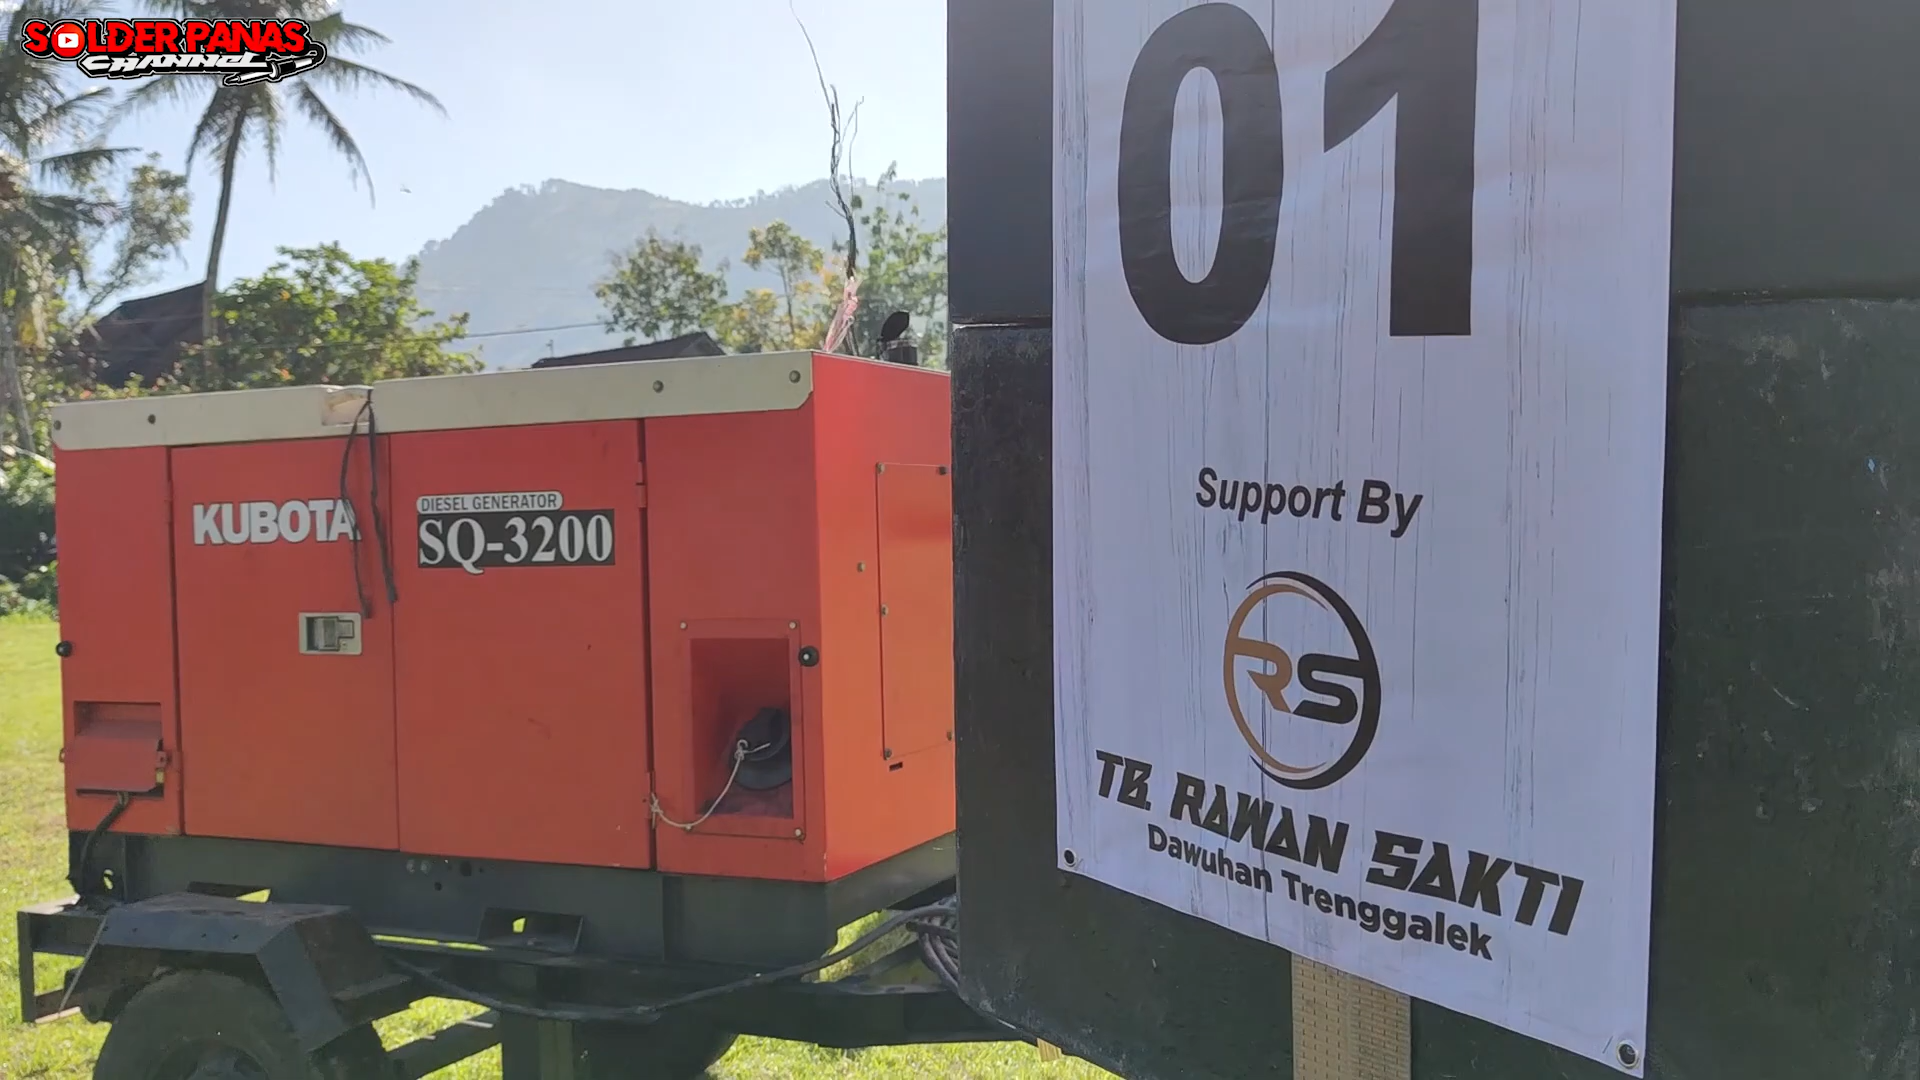 SOLDER PANAS
CHANNEL
KUBOTA
DIESEL GENERATOR
SQ-3200
01
Support By
RS
TB. RAWAN SAKTI
Dawuhan Trenggalek